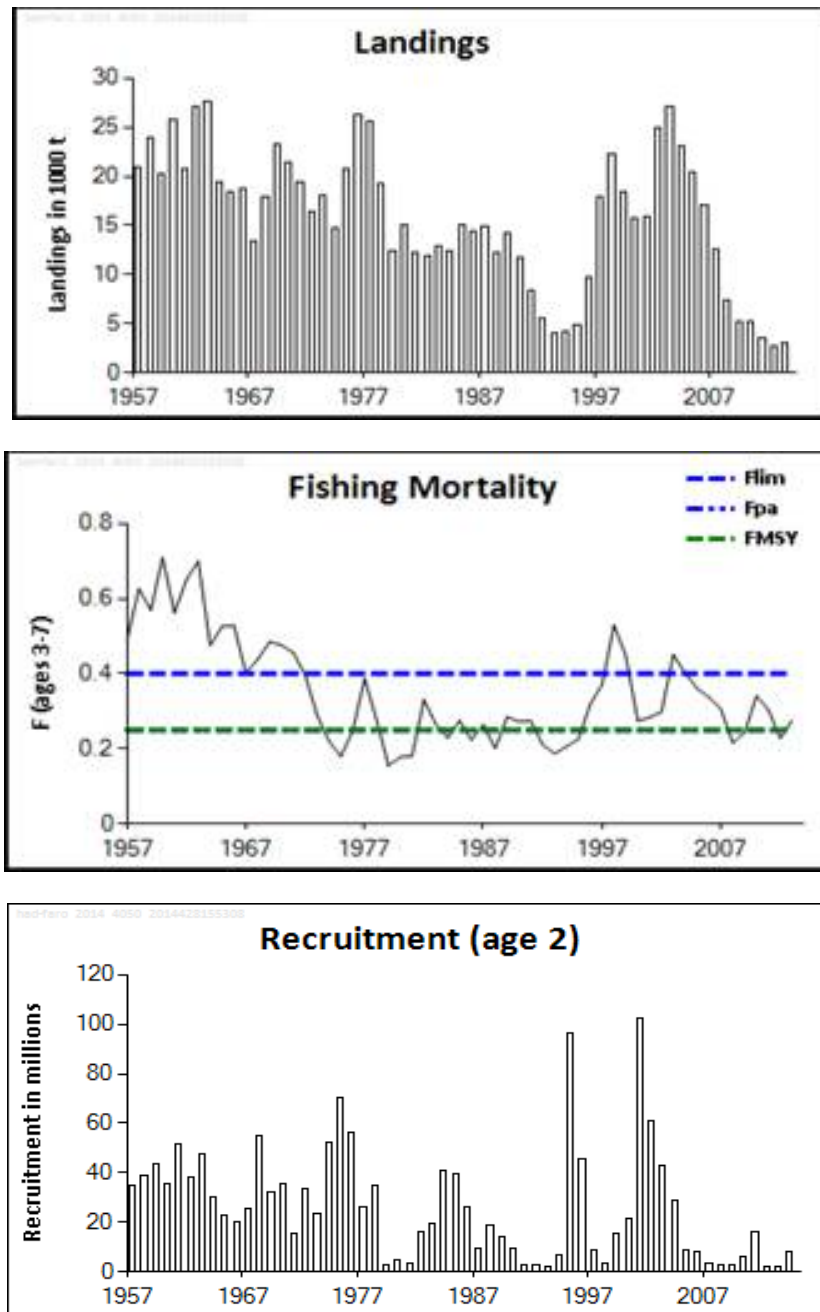 Landings
Landings in 1000 t
30
25
20
15
10
5
0
1957 1967 1977 1987 1997 2007
Fishing Mortality
Flim
Fpa
FMSY
F (ages 3-7)
0.8
0.6
0.4
0.2
0
1957 1967 1977 1987 1997 2007
had-faro 2014 4050 2014428155308
Recruitment (age 2)
Recruitment in millions
120
100
80
60
40
20
0
1957 1967 1977 1987 1997 2007